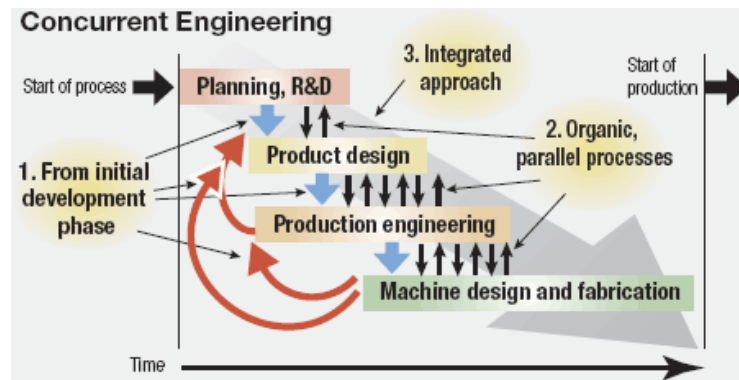 Concurrent Engineering
Start of process
Planning, R&D
3. Integrated
approach
Start of
production
2. Organic,
parallel processes
Product design
1. From initial
development
phase
Production engineering
Machine design and fabrication
Time